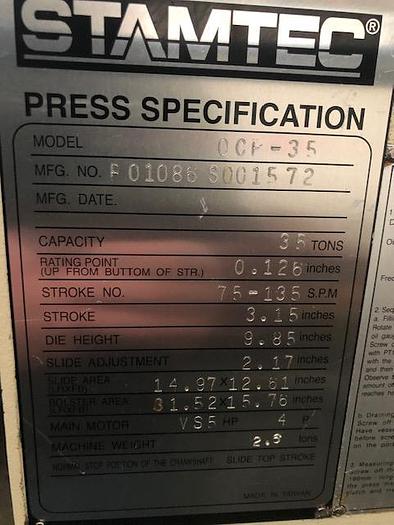 STAMTEC®
PRESS SPECIFICATION
MODEL OCP-35
MFG. NO. P01086 S001572
MFG. DATE.
CAPACITY 35 TONS
RATING POINT 0.126 inches
(UP FROM BOTTOM OF STR.)
STROKE NO. 75-135 S.P.M
STROKE 3.15 inches
DIE HEIGHT 9.85 inches
SLIDE ADJUSTMENT 2.17 inches
SLIDE AREA 14.97 X 12.61 inches
BOLSTER AREA 31.52 X 15.76 inches
MAIN MOTOR VS5 HP 4 P
MACHINE WEIGHT tons
NORMAL STOP POSITION OF THE CRANKSHAFT SLIDE TOP STROKE
MADE IN TAIWAN